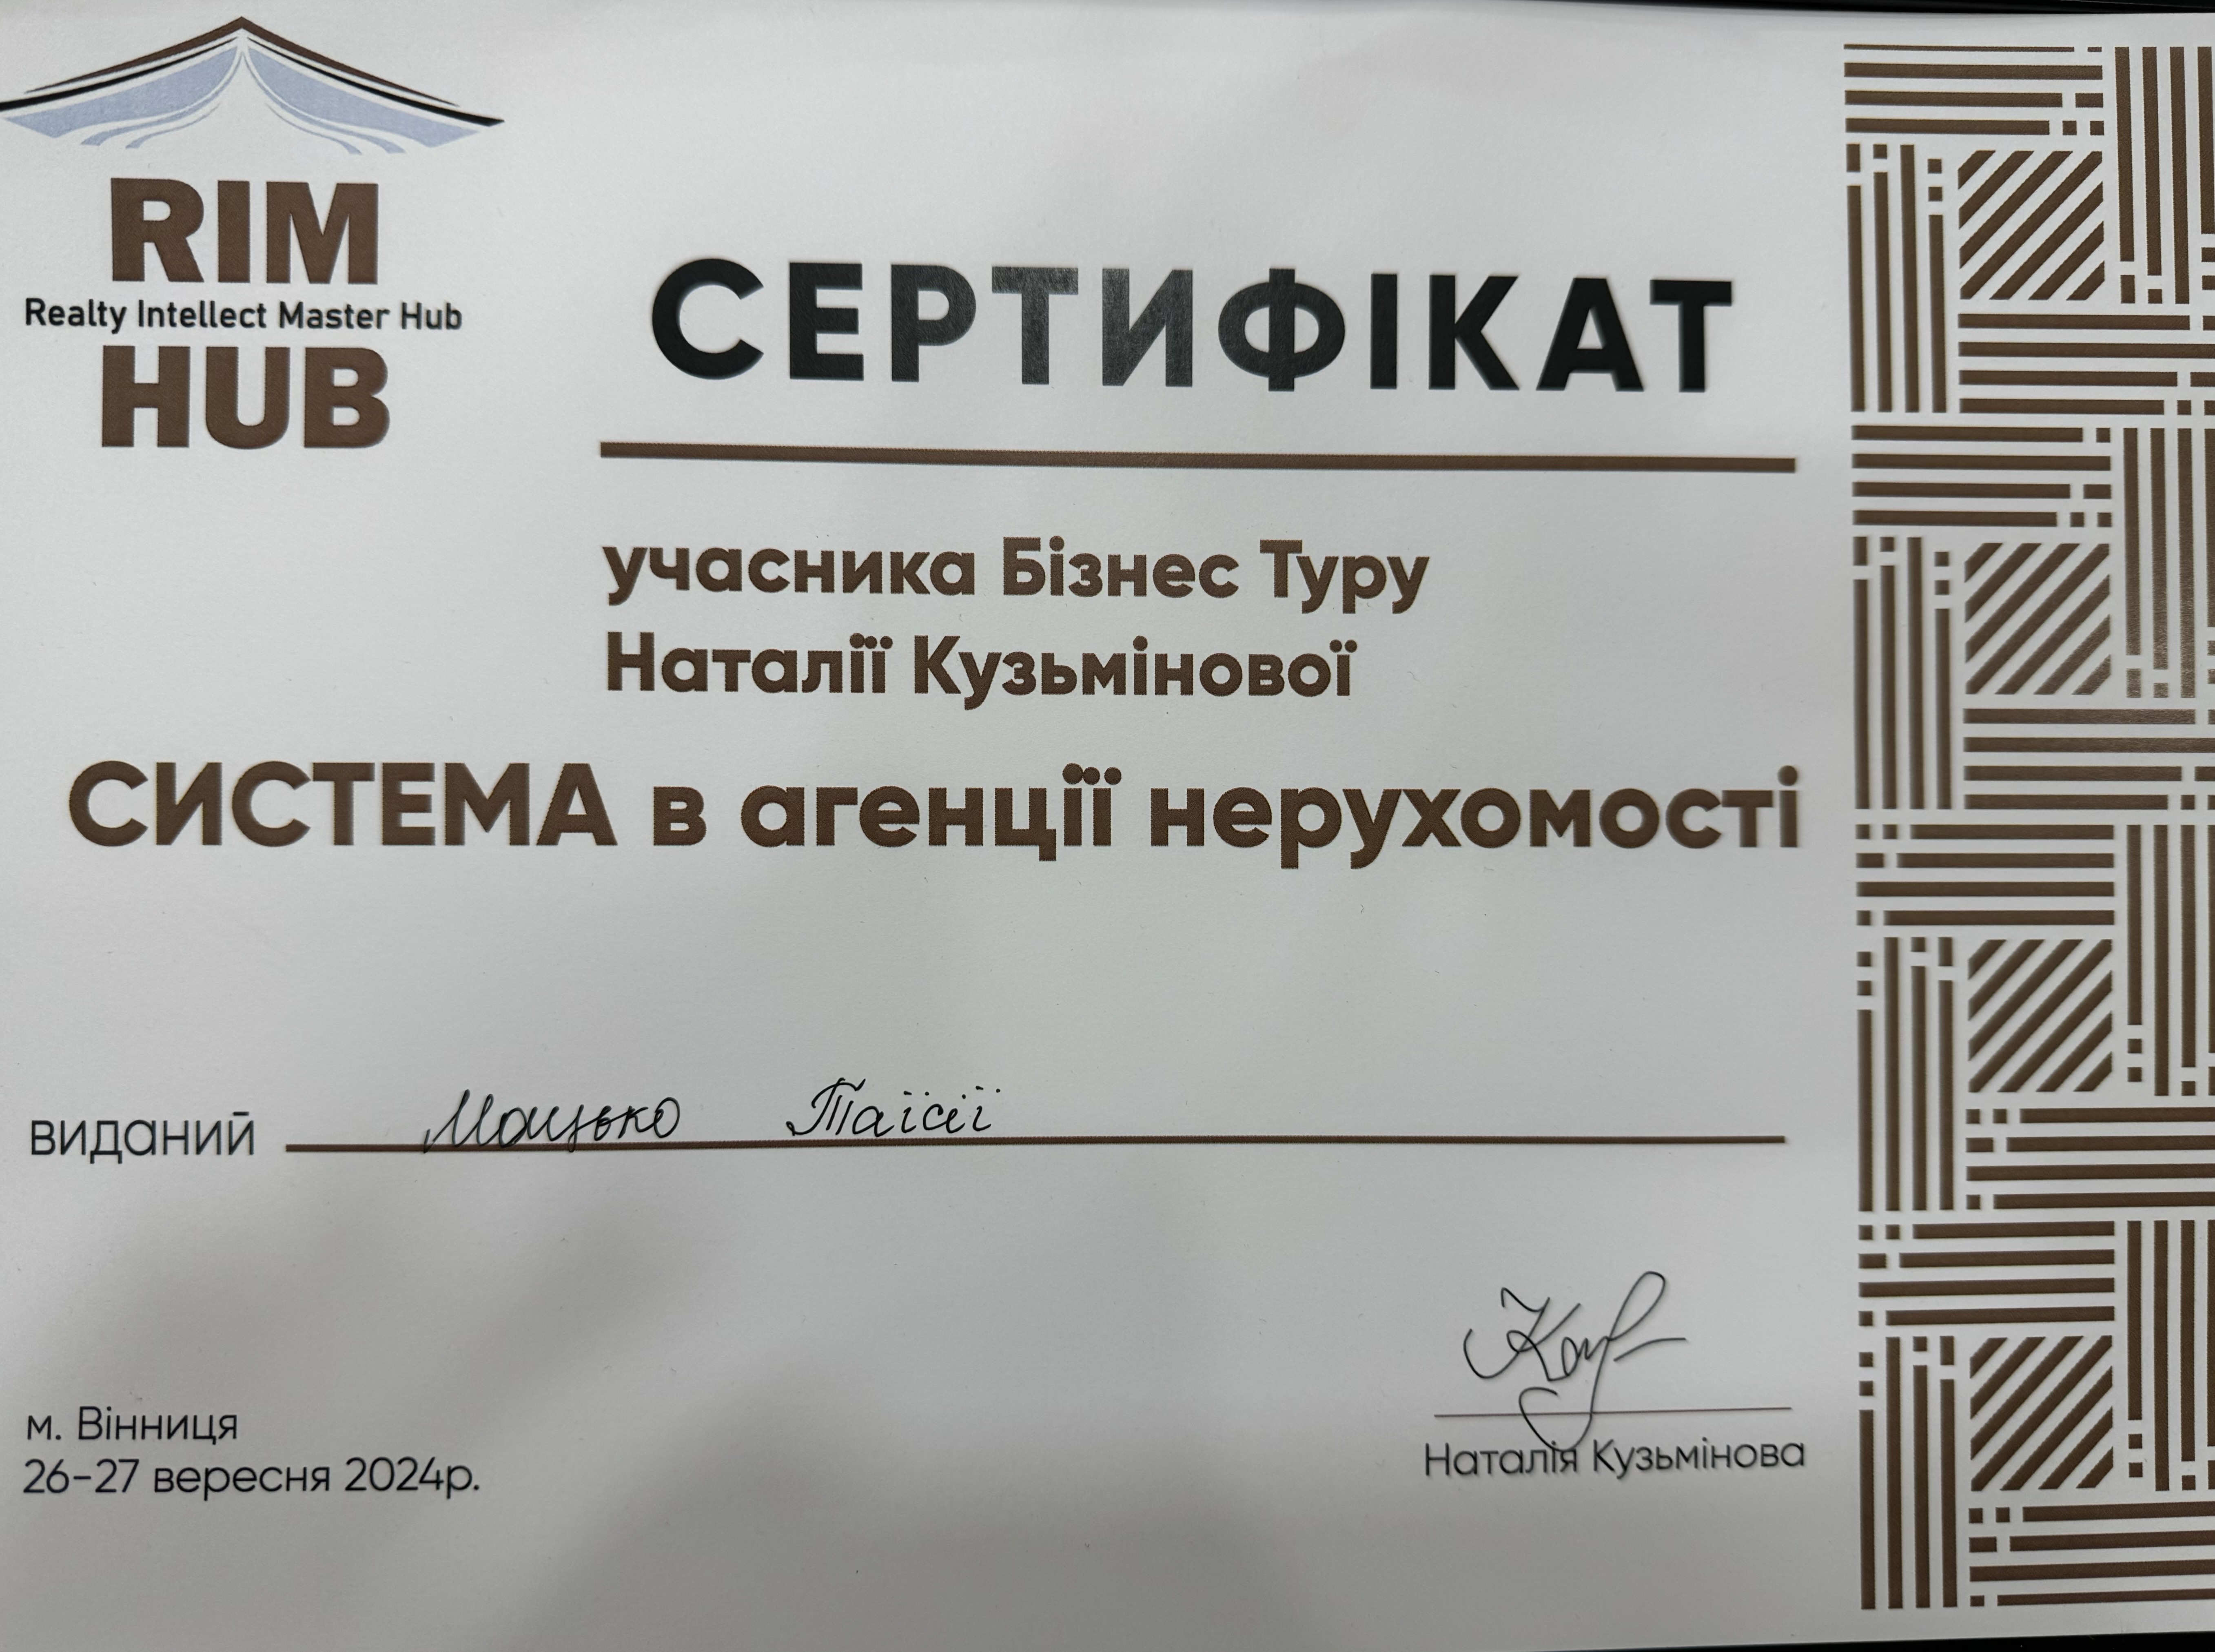 RIM
Realty Intellect Master Hub
HUB
СЕРТИФІКАТ
учасника Бізнес Туру
Наталії Кузьмінової
СИСТЕМА в агенції нерухомості
виданий Мацько Таїсії
м. Вінниця
26-27 вересня 2024р.
Наталія Кузьмінова